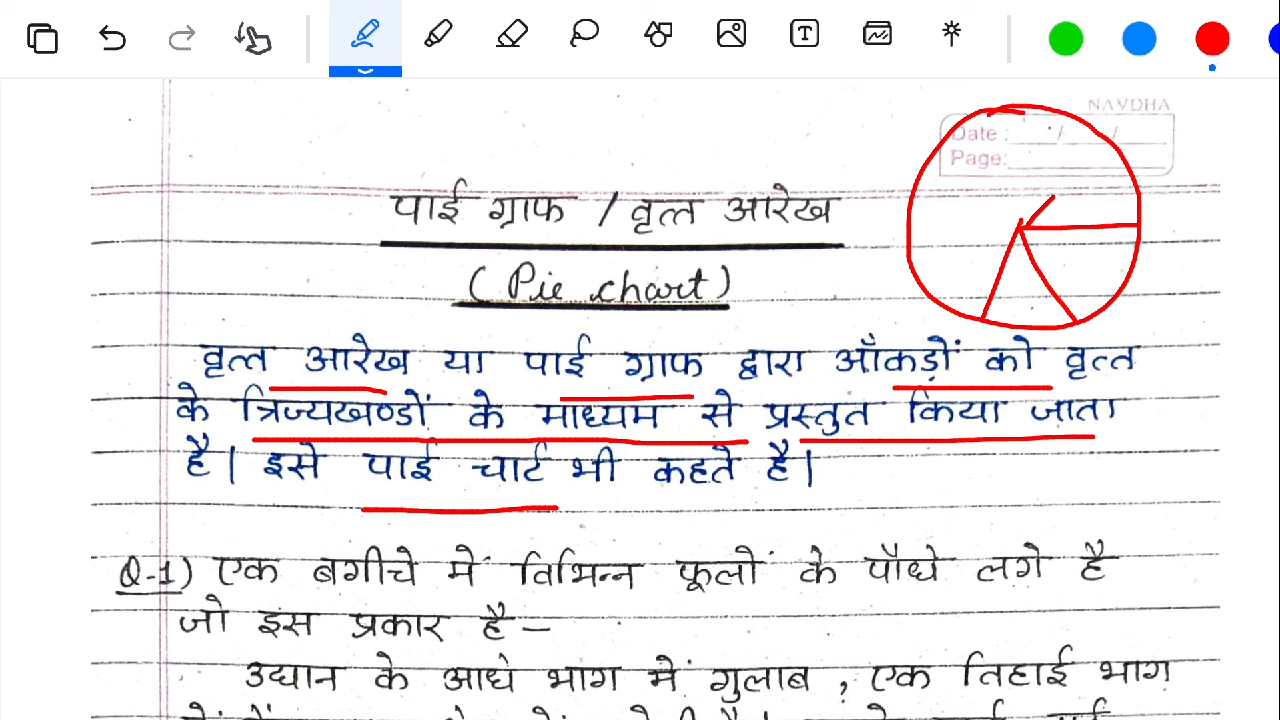 NAVDHA
Date : / /
Page:
पाई ग्राफ / वृत्त आरेख
( Pie chart )
वृत्त आरेख या पाई ग्राफ द्वारा आँकड़ों को वृत्त
के त्रिज्यखण्डों के माध्यम से प्रस्तुत किया जाता
है। इसे पाई चार्ट भी कहते है।
Q-1) एक बगीचे में विभिन्न फूलों के पौधे लगे है
जो इस प्रकार है –
उद्यान के आधे भाग में गुलाब , एक तिहाई भाग